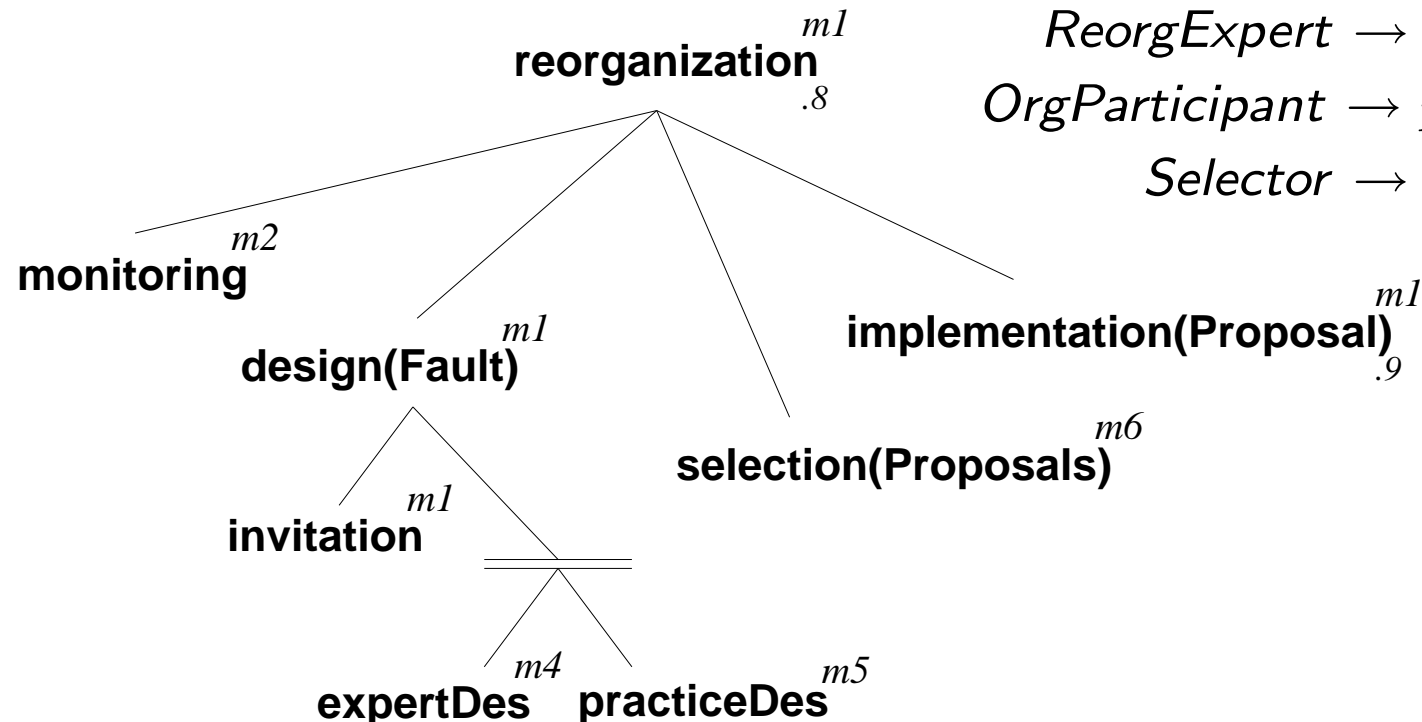 reorganization m1 .8
ReorgExpert →
OrgParticipant →
Selector →
monitoring m2
design(Fault) m1
implementation(Proposal) m1 .9
selection(Proposals) m6
invitation m1
expertDes m4
practiceDes m5